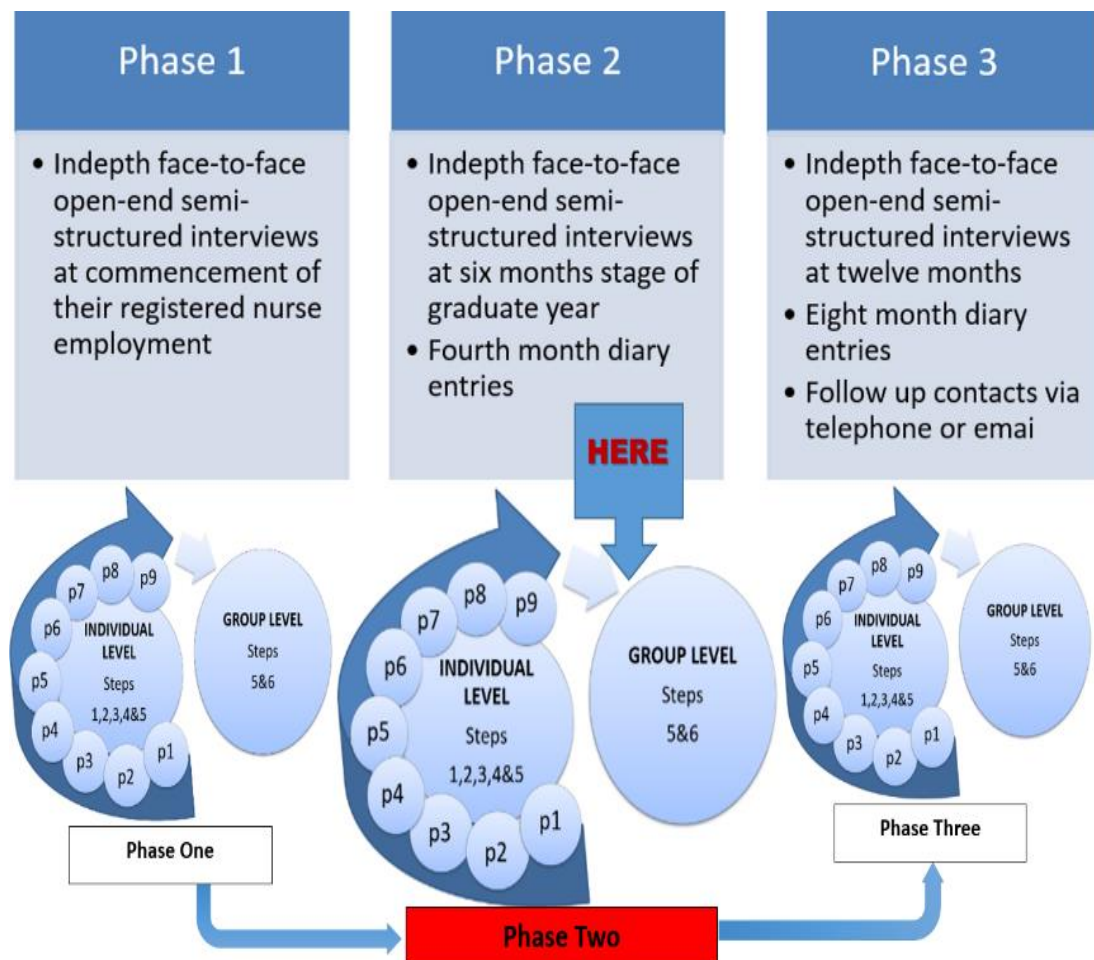 Phase 1
• Indepth face-to-face
open-end semi-
structured interviews
at commencement of
their registered nurse
employment
Phase 2
• Indepth face-to-face
open-end semi-
structured interviews
at six months stage of
graduate year
• Fourth month diary
entries
Phase 3
• Indepth face-to-face
open-end semi-
structured interviews
at twelve months
• Eight month diary
entries
• Follow up contacts via
telephone or emai
HERE
p9
p8
p7
p6
p5
p4
p3
p2
p1
INDIVIDUAL
LEVEL
Steps
1,2,3,4&5
GROUP LEVEL
Steps
5&6
Phase One
p9
p8
p7
p6
p5
p4
p3
p2
p1
INDIVIDUAL
LEVEL
Steps
1,2,3,4&5
GROUP LEVEL
Steps
5&6
Phase Two
p9
p8
p7
p6
p5
p4
p3
p2
p1
INDIVIDUAL
LEVEL
Steps
1,2,3,4&5
GROUP LEVEL
Steps
5&6
Phase Three